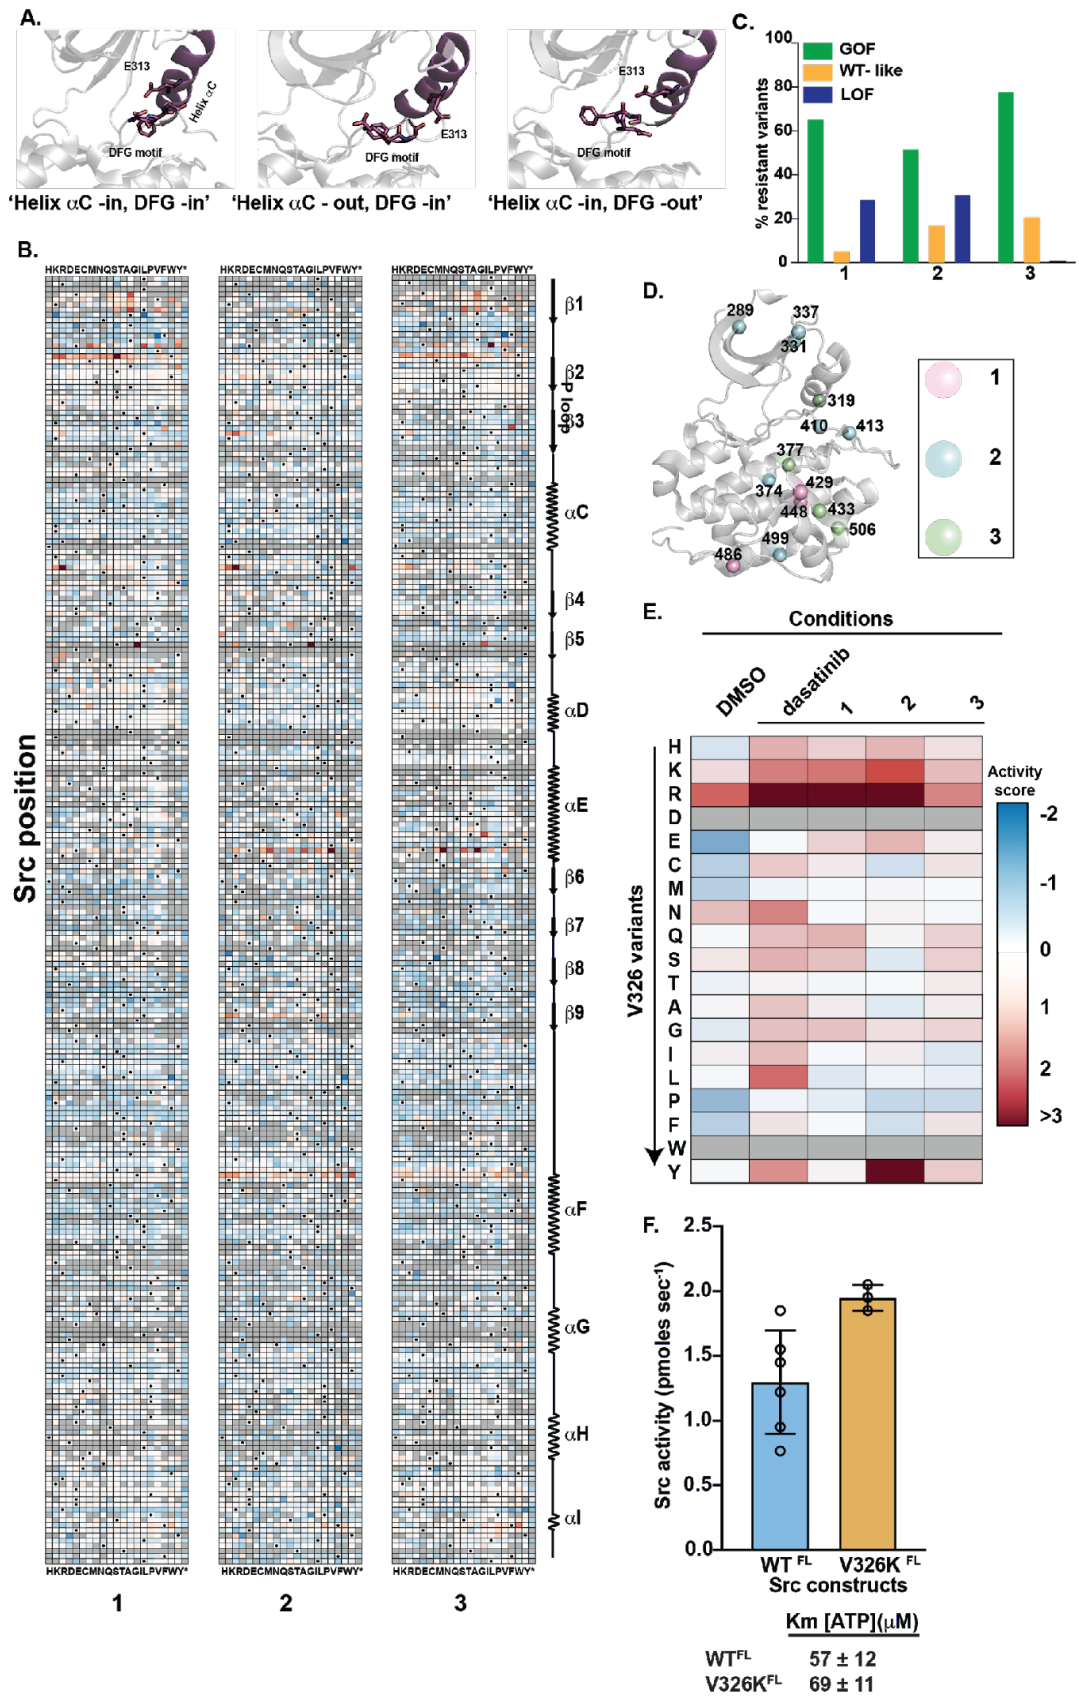 A.
E313
Helix αC
DFG motif
'Helix αC -in, DFG -in'
DFG motif
E313
'Helix αC - out, DFG -in'
E313
DFG motif
'Helix αC -in, DFG -out'
C.
% resistant variants
100
80
60
40
20
0
GOF
WT- like
LOF
1 2 3
B.
Src position
HKRDECMNQSTAGILPVFWY*
HKRDECMNQSTAGILPVFWY*
HKRDECMNQSTAGILPVFWY*
β1
β2
P loop
β3
αC
β4
β5
αD
αE
β6
β7
β8
β9
αF
αG
αH
αI
HKRDECMNQSTAGILPVFWY*
HKRDECMNQSTAGILPVFWY*
HKRDECMNQSTAGILPVFWY*
1 2 3
D.
289
337
331
319
410
413
377
374
429
448
433
506
499
486
1
2
3
E.
Conditions
DMSO
dasatinib
1
2
3
V326 variants
H
K
R
D
E
C
M
N
Q
S
T
A
G
I
L
P
F
W
Y
Activity
score
-2
-1
0
1
2
>3
F.
Src activity (pmoles sec⁻¹)
2.5
2.0
1.5
1.0
0.5
0.0
WT FL V326K FL
Src constructs
Km [ATP](μM)
WTFL 57 ± 12
V326KFL 69 ± 11